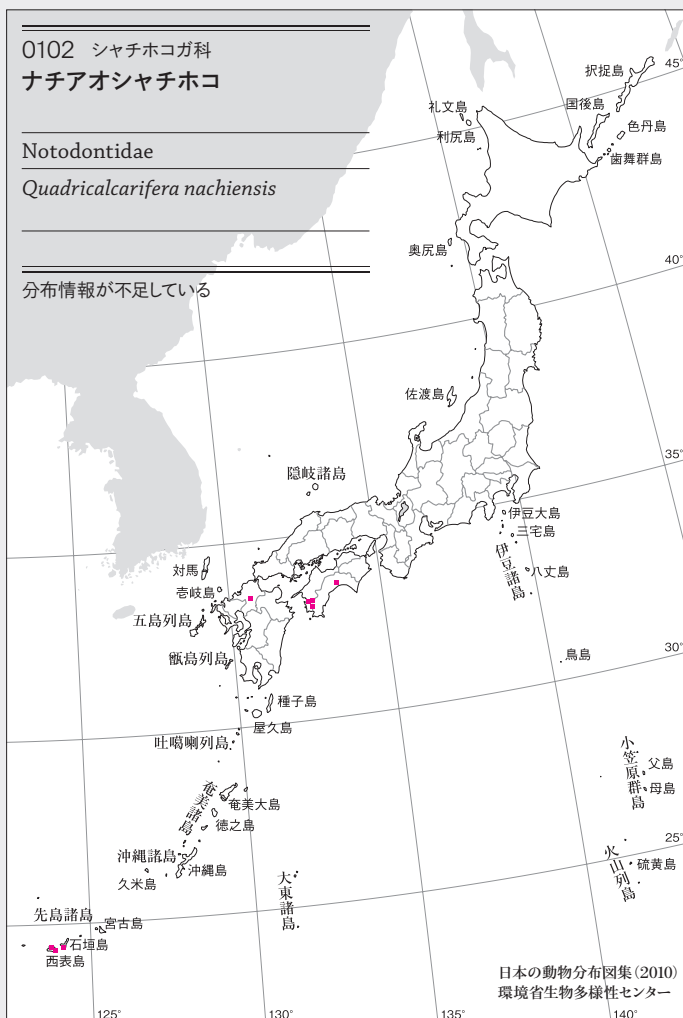 0102 シャチホコガ科
ナチアオシャチホコ
Notodontidae
Quadricalcarifera nachiensis
分布情報が不足している
択捉島
45°
国後島
礼文島
色丹島
利尻島
歯舞群島
奥尻島
40°
佐渡島
35°
隠岐諸島
伊豆大島
三宅島
伊豆諸島
八丈島
対馬
壱岐島
五島列島
甑島列島
鳥島
30°
種子島
屋久島
吐噶喇列島
小笠原群島
父島
母島
奄美諸島
奄美大島
徳之島
25°
沖縄諸島
沖縄島
久米島
大東諸島
火山列島
硫黄島
先島諸島
宮古島
石垣島
西表島
日本の動物分布図集(2010)
環境省生物多様性センター
125°
130°
135°
140°